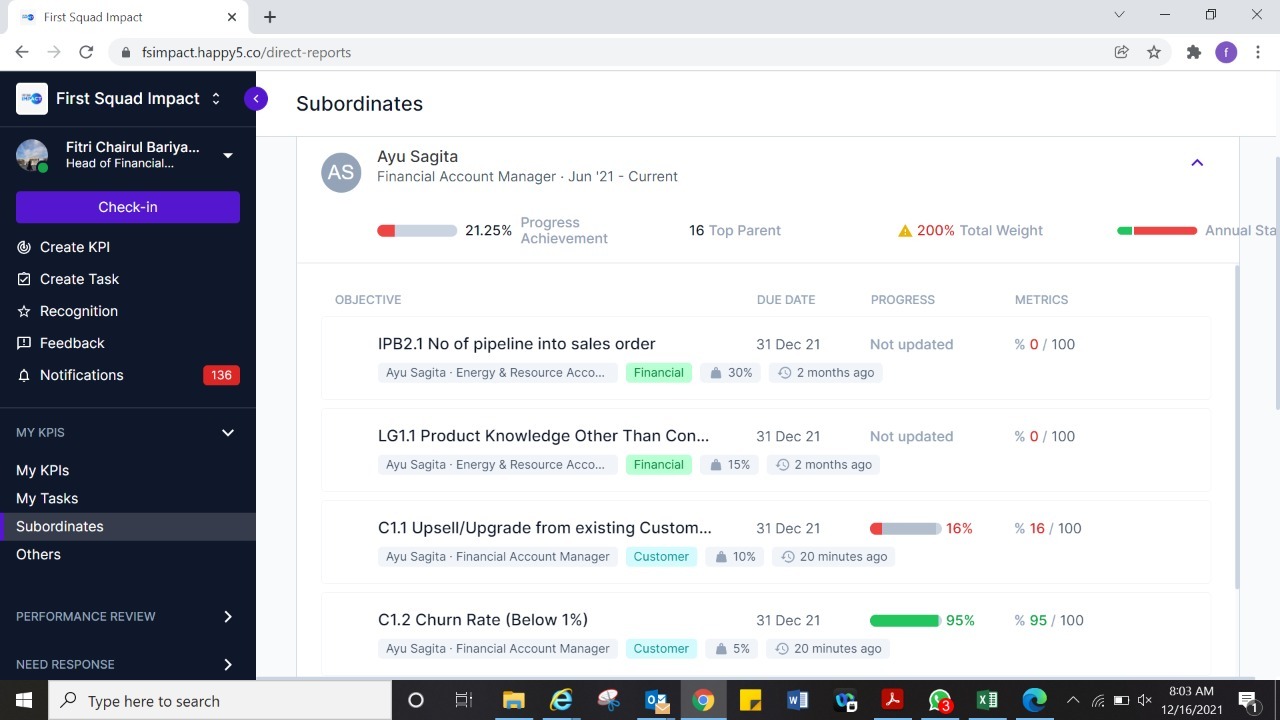 First Squad Impact
fsimpact.happy5.co/direct-reports
f
First Squad Impact
Fitri Chairul Bariya...
Head of Financial...
Check-in
Create KPI
Create Task
Recognition
Feedback
Notifications 136
MY KPIS
My KPIs
My Tasks
Subordinates
Others
PERFORMANCE REVIEW
NEED RESPONSE
Subordinates
AS
Ayu Sagita
Financial Account Manager · Jun '21 - Current
21.25% Progress Achievement 16 Top Parent 200% Total Weight Annual Sta
OBJECTIVE DUE DATE PROGRESS METRICS
IPB2.1 No of pipeline into sales order 31 Dec 21 Not updated % 0 / 100
Ayu Sagita · Energy & Resource Acco... Financial 30% 2 months ago
LG1.1 Product Knowledge Other Than Con... 31 Dec 21 Not updated % 0 / 100
Ayu Sagita · Energy & Resource Acco... Financial 15% 2 months ago
C1.1 Upsell/Upgrade from existing Custom... 31 Dec 21 16% % 16 / 100
Ayu Sagita · Financial Account Manager Customer 10% 20 minutes ago
C1.2 Churn Rate (Below 1%) 31 Dec 21 95% % 95 / 100
Ayu Sagita · Financial Account Manager Customer 5% 20 minutes ago
Type here to search
3
8:03 AM
12/16/2021
1